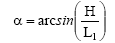 α = arcsin(H/L₁)